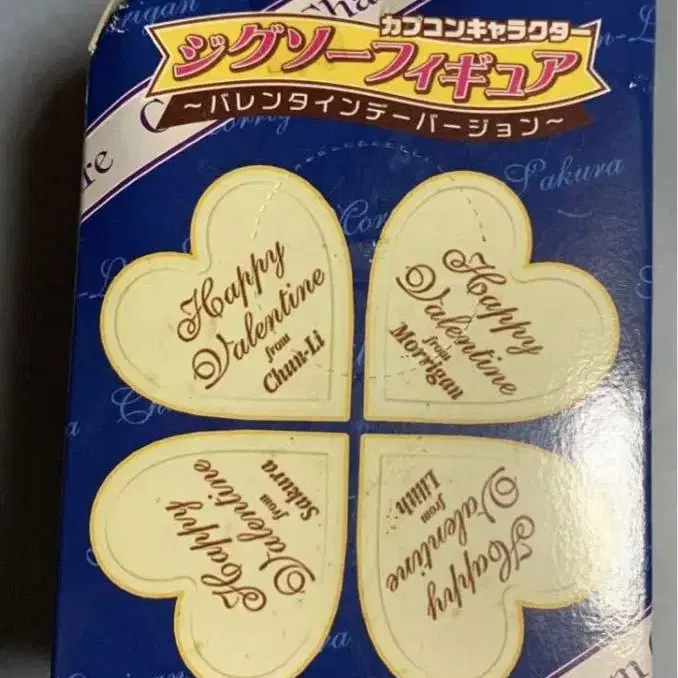 カプコンキャラクター
ジグソーフィギュア
～バレンタインデーバージョン～
Sakura
Happy
Valentine
from
Chun-Li
Happy
Valentine
from
Morrigan
Happy
Valentine
from
Sakura
Happy
Valentine
from
Lilith